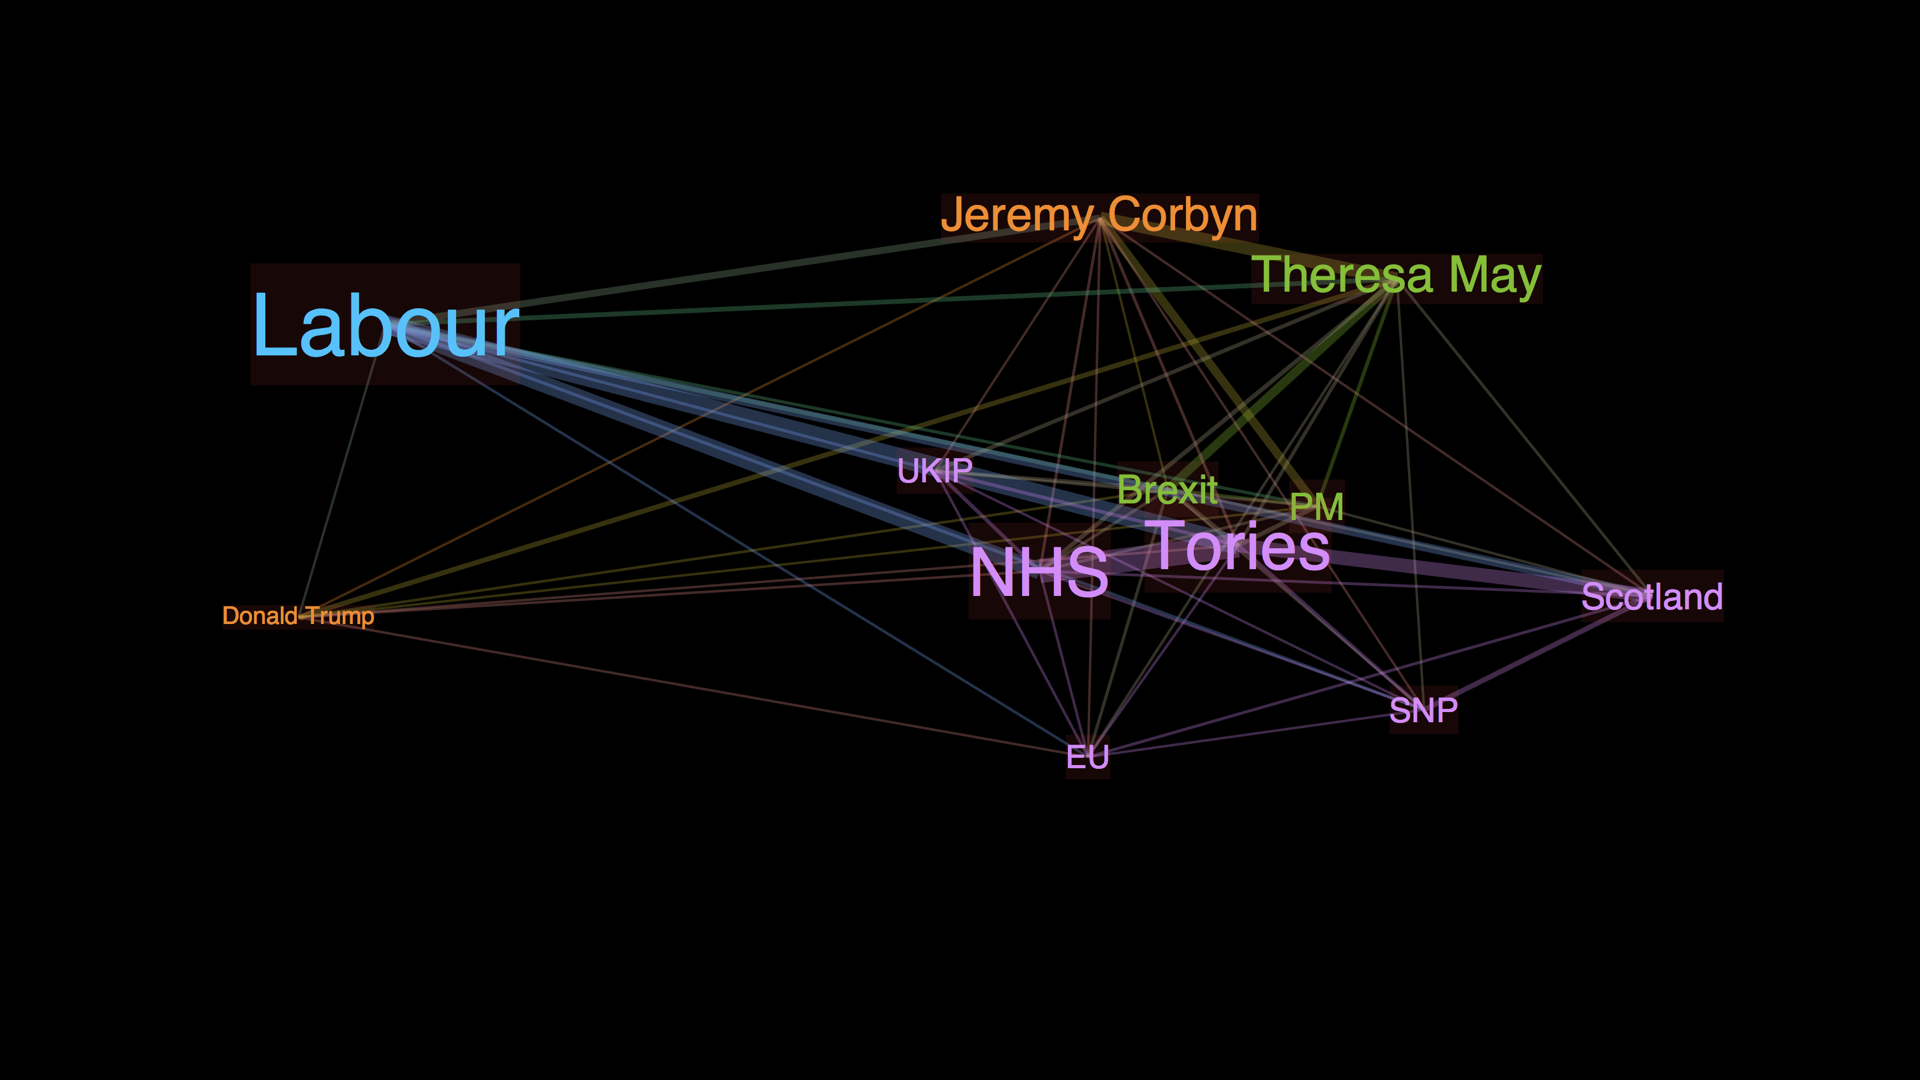 Jeremy Corbyn
Theresa May
Labour
UKIP
Brexit
PM
Tories
NHS
Scotland
Donald Trump
SNP
EU